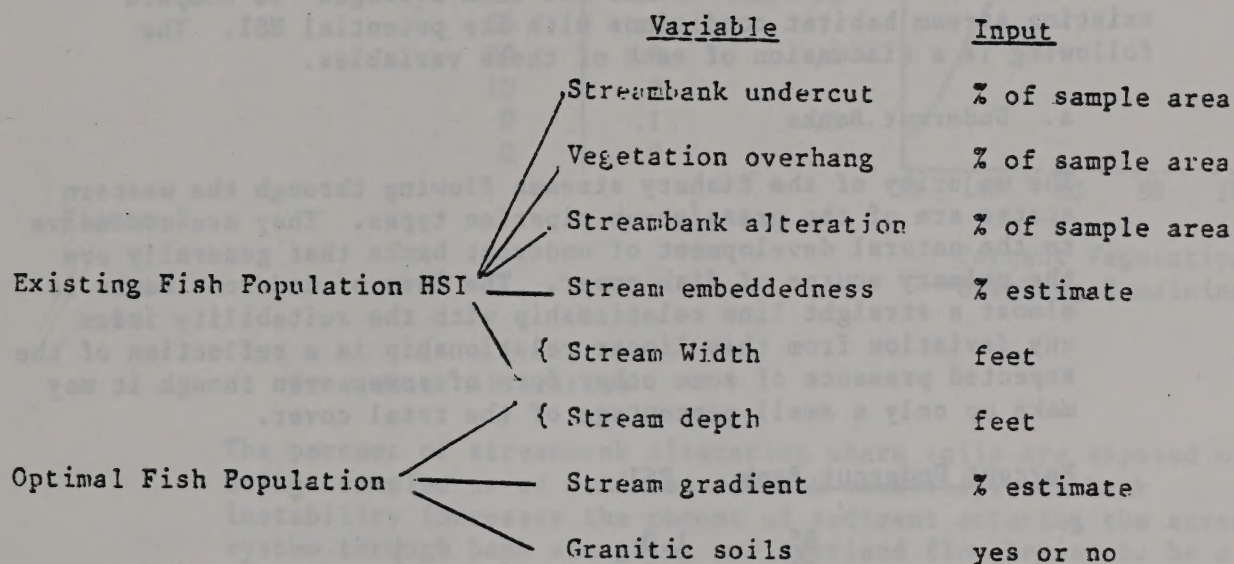 Variable Input
Streambank undercut % of sample area
Vegetation overhang % of sample area
Streambank alteration % of sample area
Existing Fish Population HSI Stream embeddedness % estimate
{ Stream Width feet
{ Stream depth feet
Optimal Fish Population Stream gradient % estimate
Granitic soils yes or no